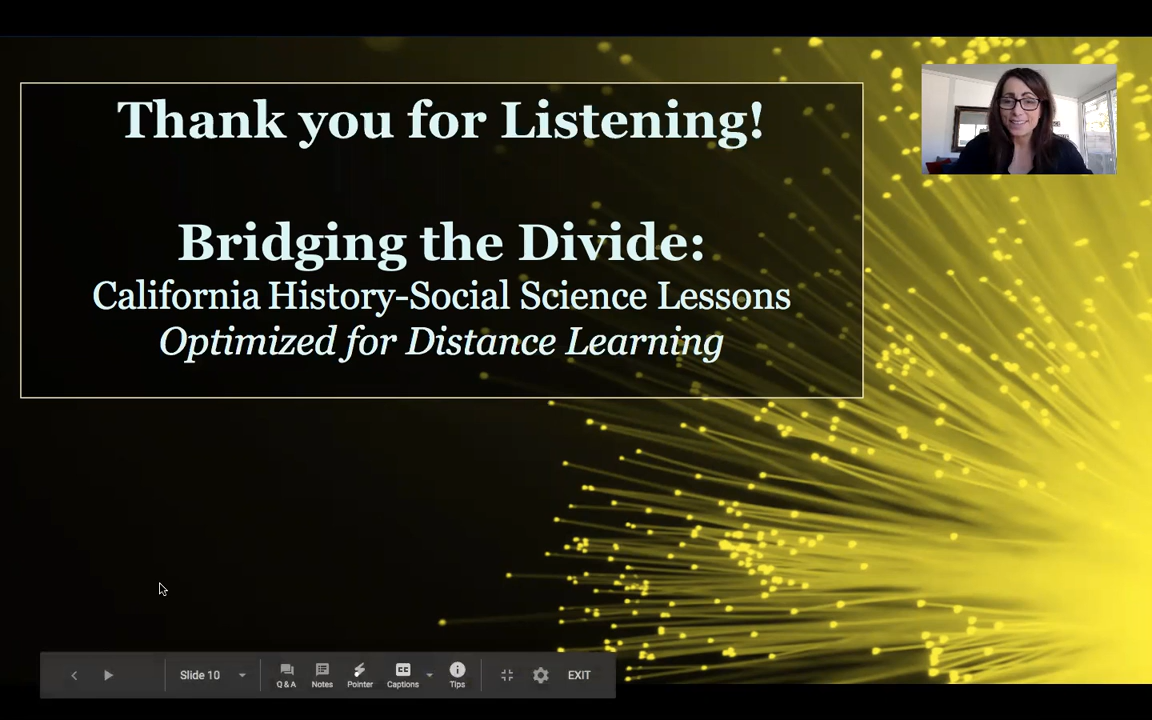 Thank you for Listening!
Bridging the Divide:
California History-Social Science Lessons
Optimized for Distance Learning
Slide 10
Q & A
Notes
Pointer
CC
Captions
Tips
EXIT